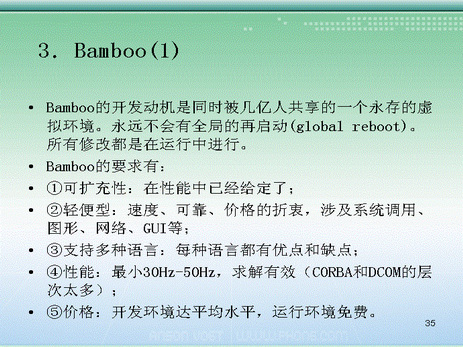 3. Bamboo(1)
• Bamboo的开发动机是同时被几亿人共享的一个永存的虚
拟环境。永远不会有全局的再启动(global reboot)。
所有修改都是在运行中进行。
• Bamboo的要求有:
• ①可扩充性: 在性能中已经给定了;
• ②轻便型: 速度、可靠、价格的折衷, 涉及系统调用、
图形、网络、GUI等;
• ③支持多种语言: 每种语言都有优点和缺点;
• ④性能: 最小30Hz-50Hz, 求解有效 (CORBA和DCOM的层
次太多);
• ⑤价格: 开发环境达平均水平, 运行环境免费。
35